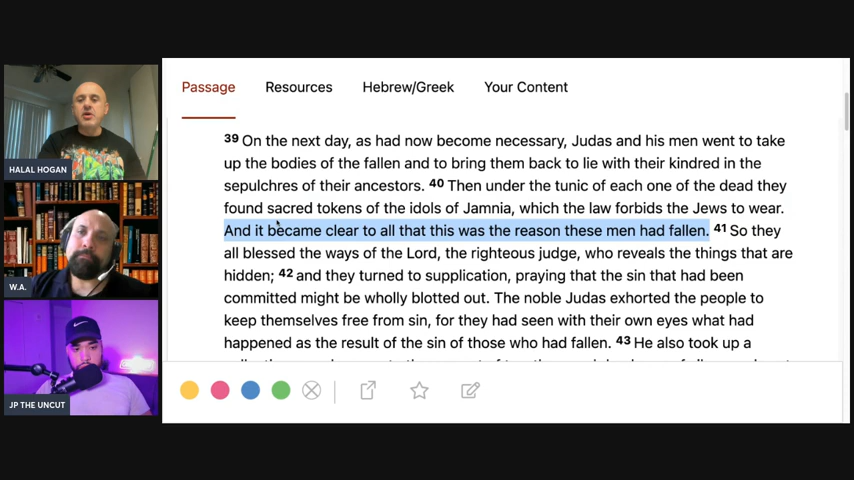 Passage
Resources
Hebrew/Greek
Your Content
39 On the next day, as had now become necessary, Judas and his men went to take
up the bodies of the fallen and to bring them back to lie with their kindred in the
sepulchres of their ancestors. 40 Then under the tunic of each one of the dead they
found sacred tokens of the idols of Jamnia, which the law forbids the Jews to wear.
And it became clear to all that this was the reason these men had fallen. 41 So they
all blessed the ways of the Lord, the righteous judge, who reveals the things that are
hidden; 42 and they turned to supplication, praying that the sin that had been
committed might be wholly blotted out. The noble Judas exhorted the people to
keep themselves free from sin, for they had seen with their own eyes what had
happened as the result of the sin of those who had fallen. 43 He also took up a
HALAL HOGAN
W.A.
JP THE UNCUT